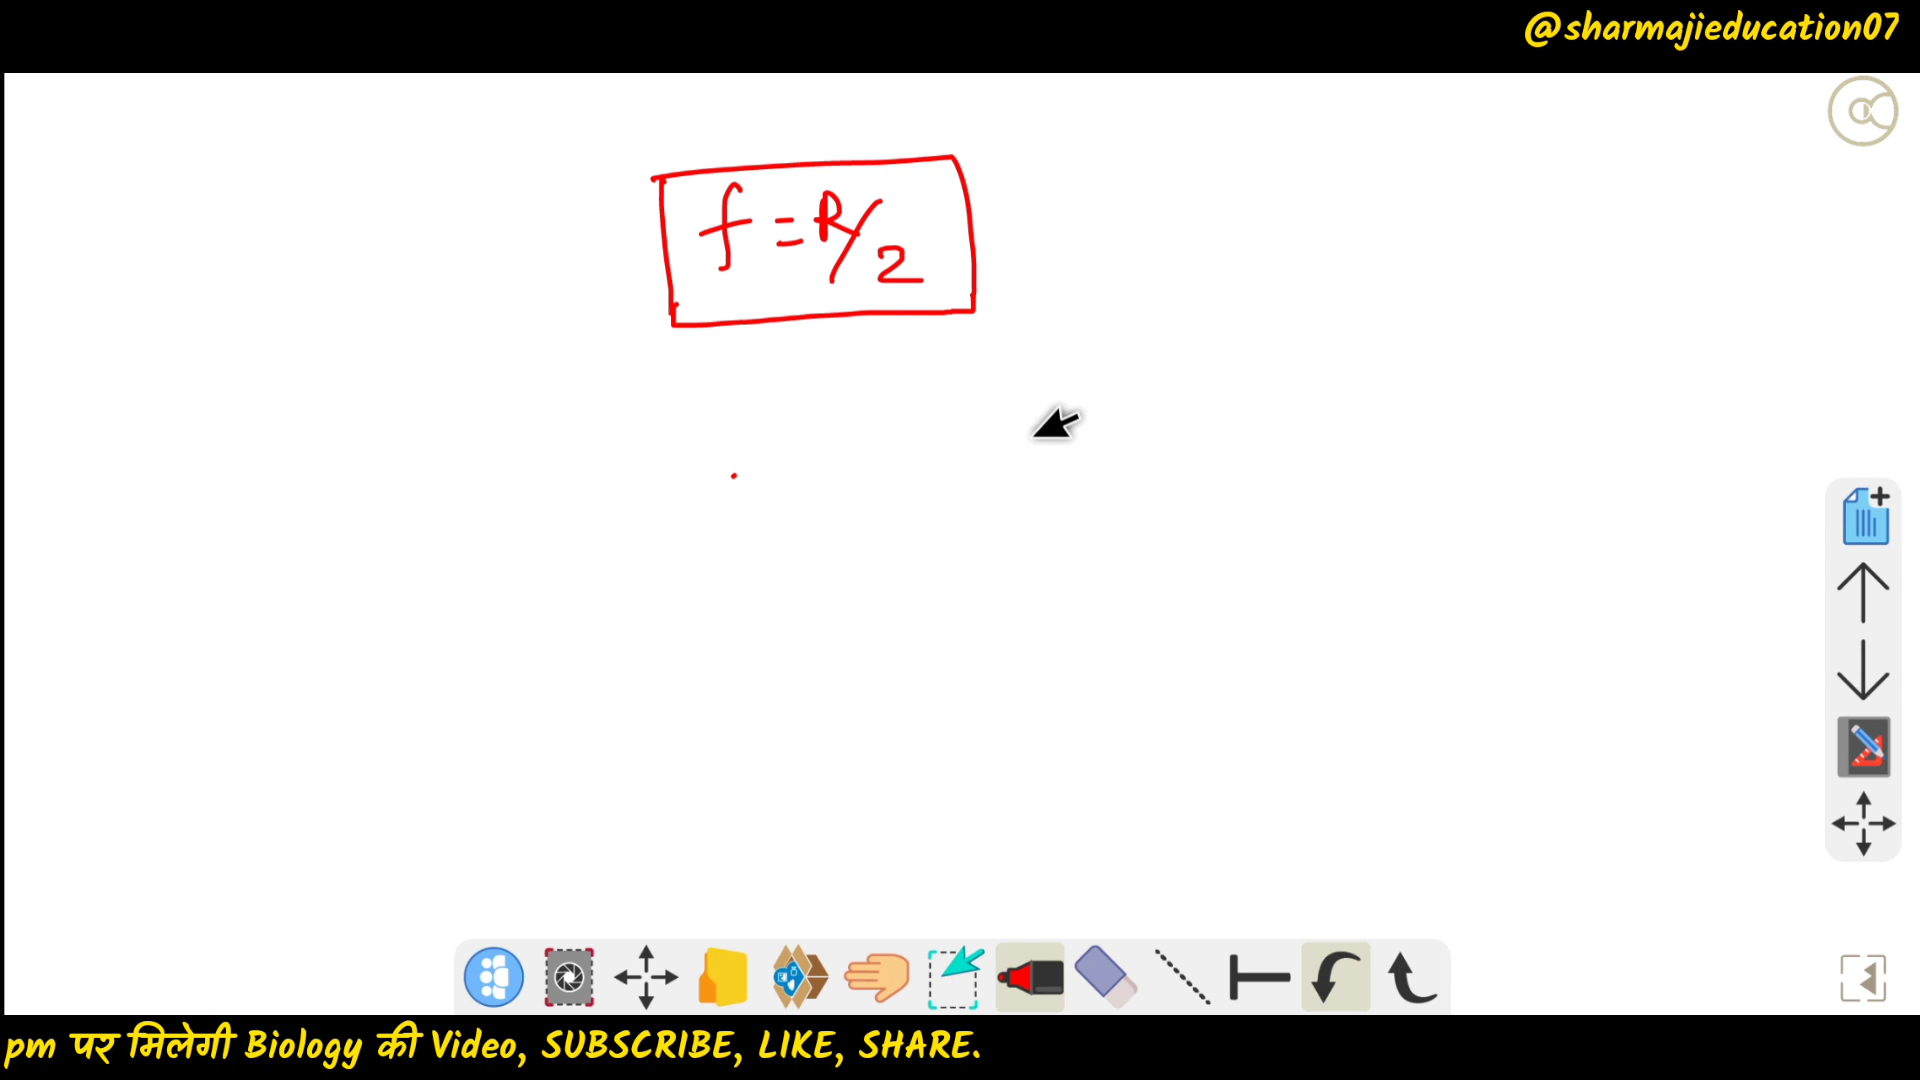 @sharmajieducation07
f = R/2
pm पर मिलेगी Biology की Video, SUBSCRIBE, LIKE, SHARE.